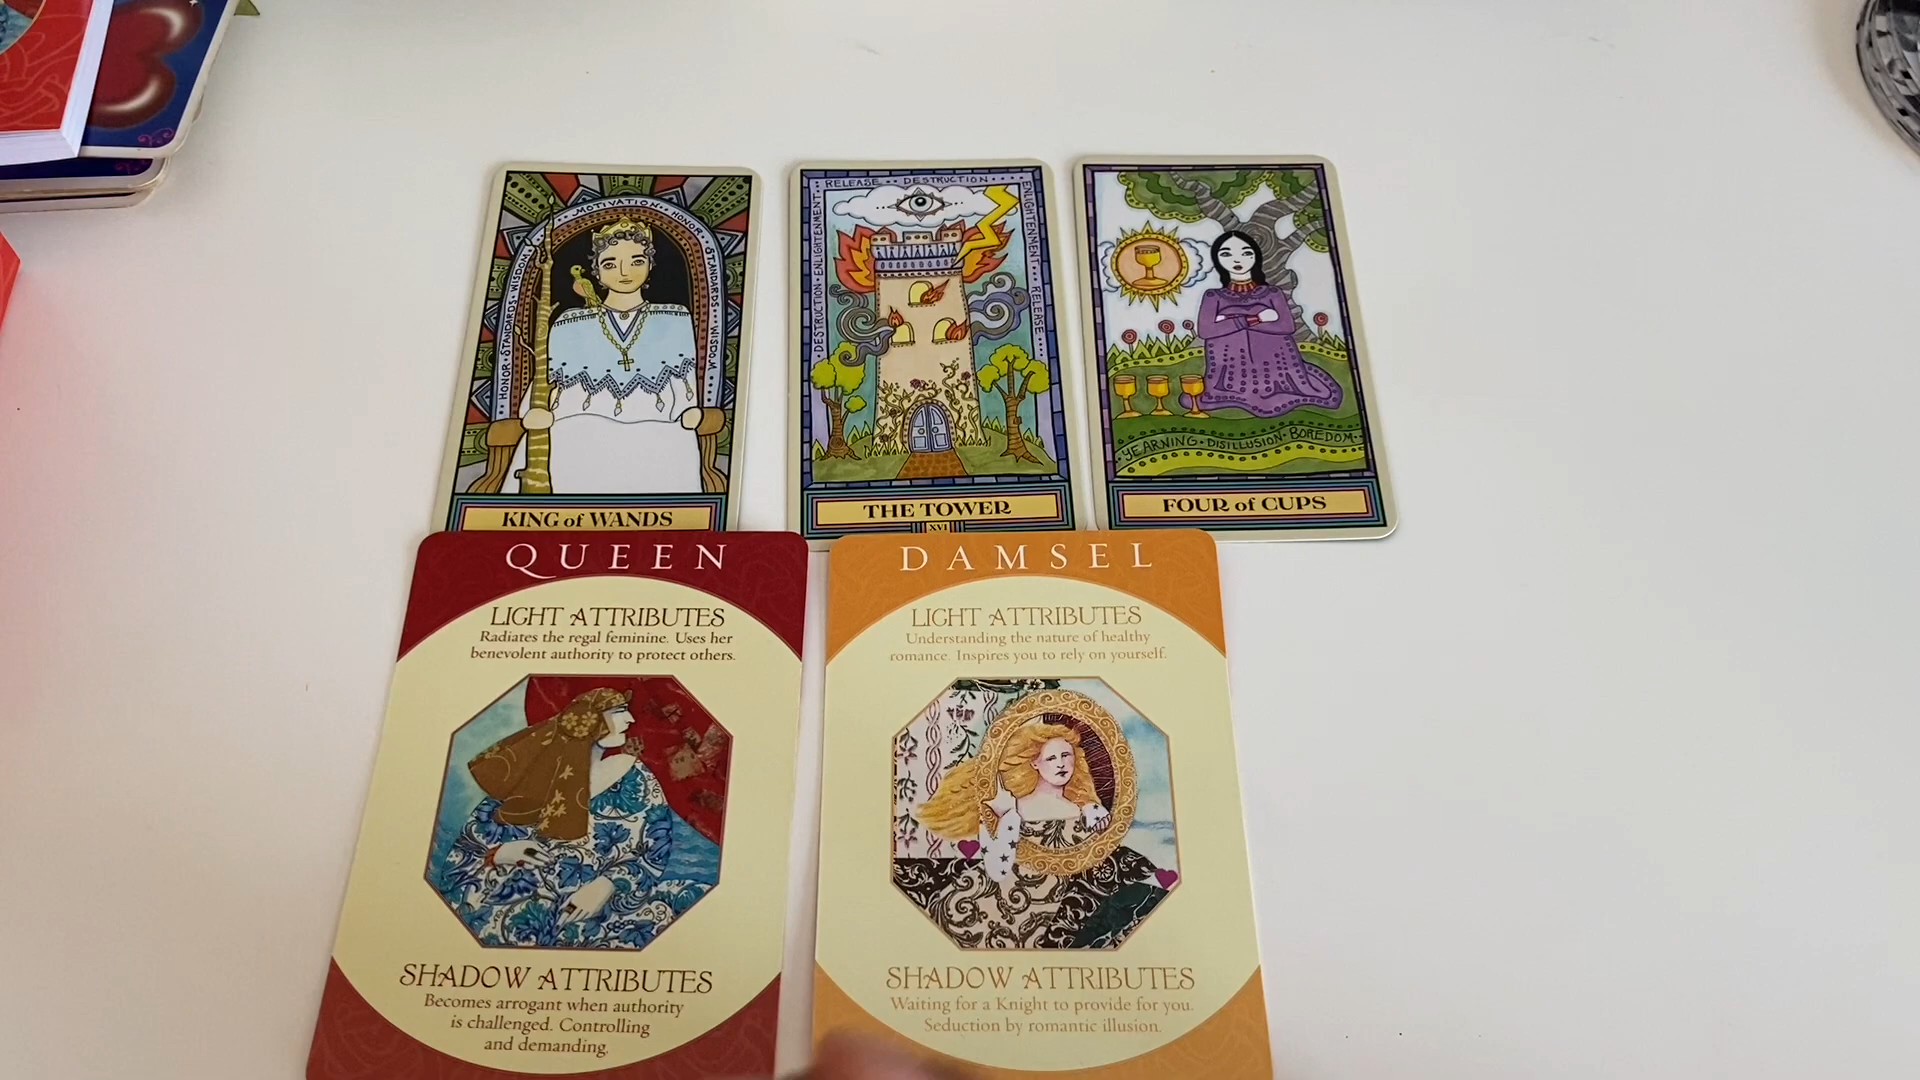 MOTIVATION · HONOR · STANDARDS · WISDOM
HONOR · STANDARDS · WISDOM
KING of WANDS
RELEASE · · DESTRUCTION · · ·
ENLIGHTENMENT · · · RELEASE · · · ·
DESTRUCTION · ENLIGHTENMENT
THE TOWER
XVI
YEARNING · DISILLUSION · BOREDOM
FOUR of CUPS
QUEEN
LIGHT ATTRIBUTES
Radiates the regal feminine. Uses her
benevolent authority to protect others.
SHADOW ATTRIBUTES
Becomes arrogant when authority
is challenged. Controlling
and demanding.
DAMSEL
LIGHT ATTRIBUTES
Understanding the nature of healthy
romance. Inspires you to rely on yourself.
SHADOW ATTRIBUTES
Waiting for a Knight to provide for you.
Seduction by romantic illusion.